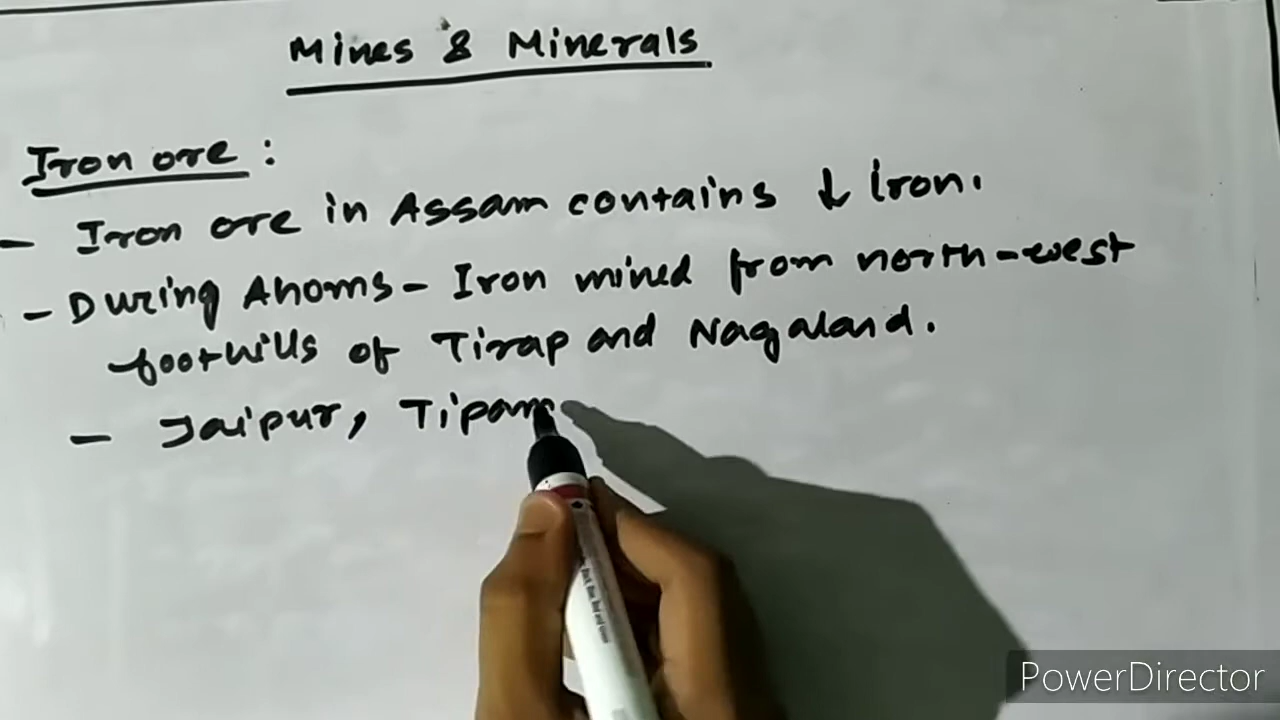 Mines & Minerals
Iron ore :
- Iron ore in Assam contains ↓ iron.
- During Ahoms - Iron mined from north-west
foothills of Tirap and Nagaland.
- Jaipur, Tipam
PowerDirector